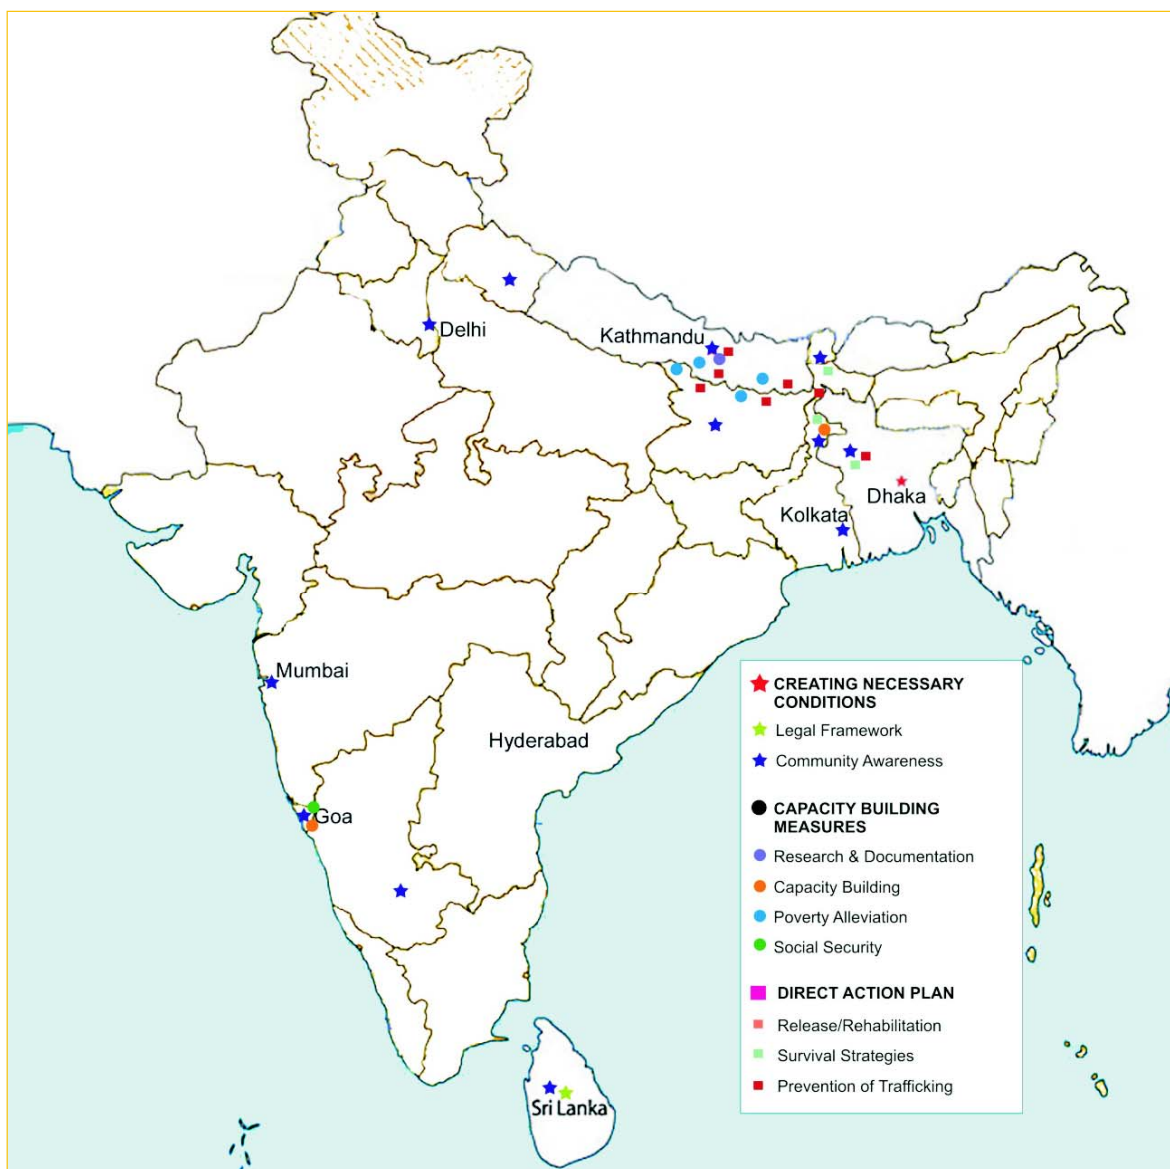 Delhi
Kathmandu
Dhaka
Kolkata
Mumbai
Hyderabad
Goa
Sri Lanka
CREATING NECESSARY
CONDITIONS
Legal Framework
Community Awareness
CAPACITY BUILDING
MEASURES
Research & Documentation
Capacity Building
Poverty Alleviation
Social Security
DIRECT ACTION PLAN
Release/Rehabilitation
Survival Strategies
Prevention of Trafficking